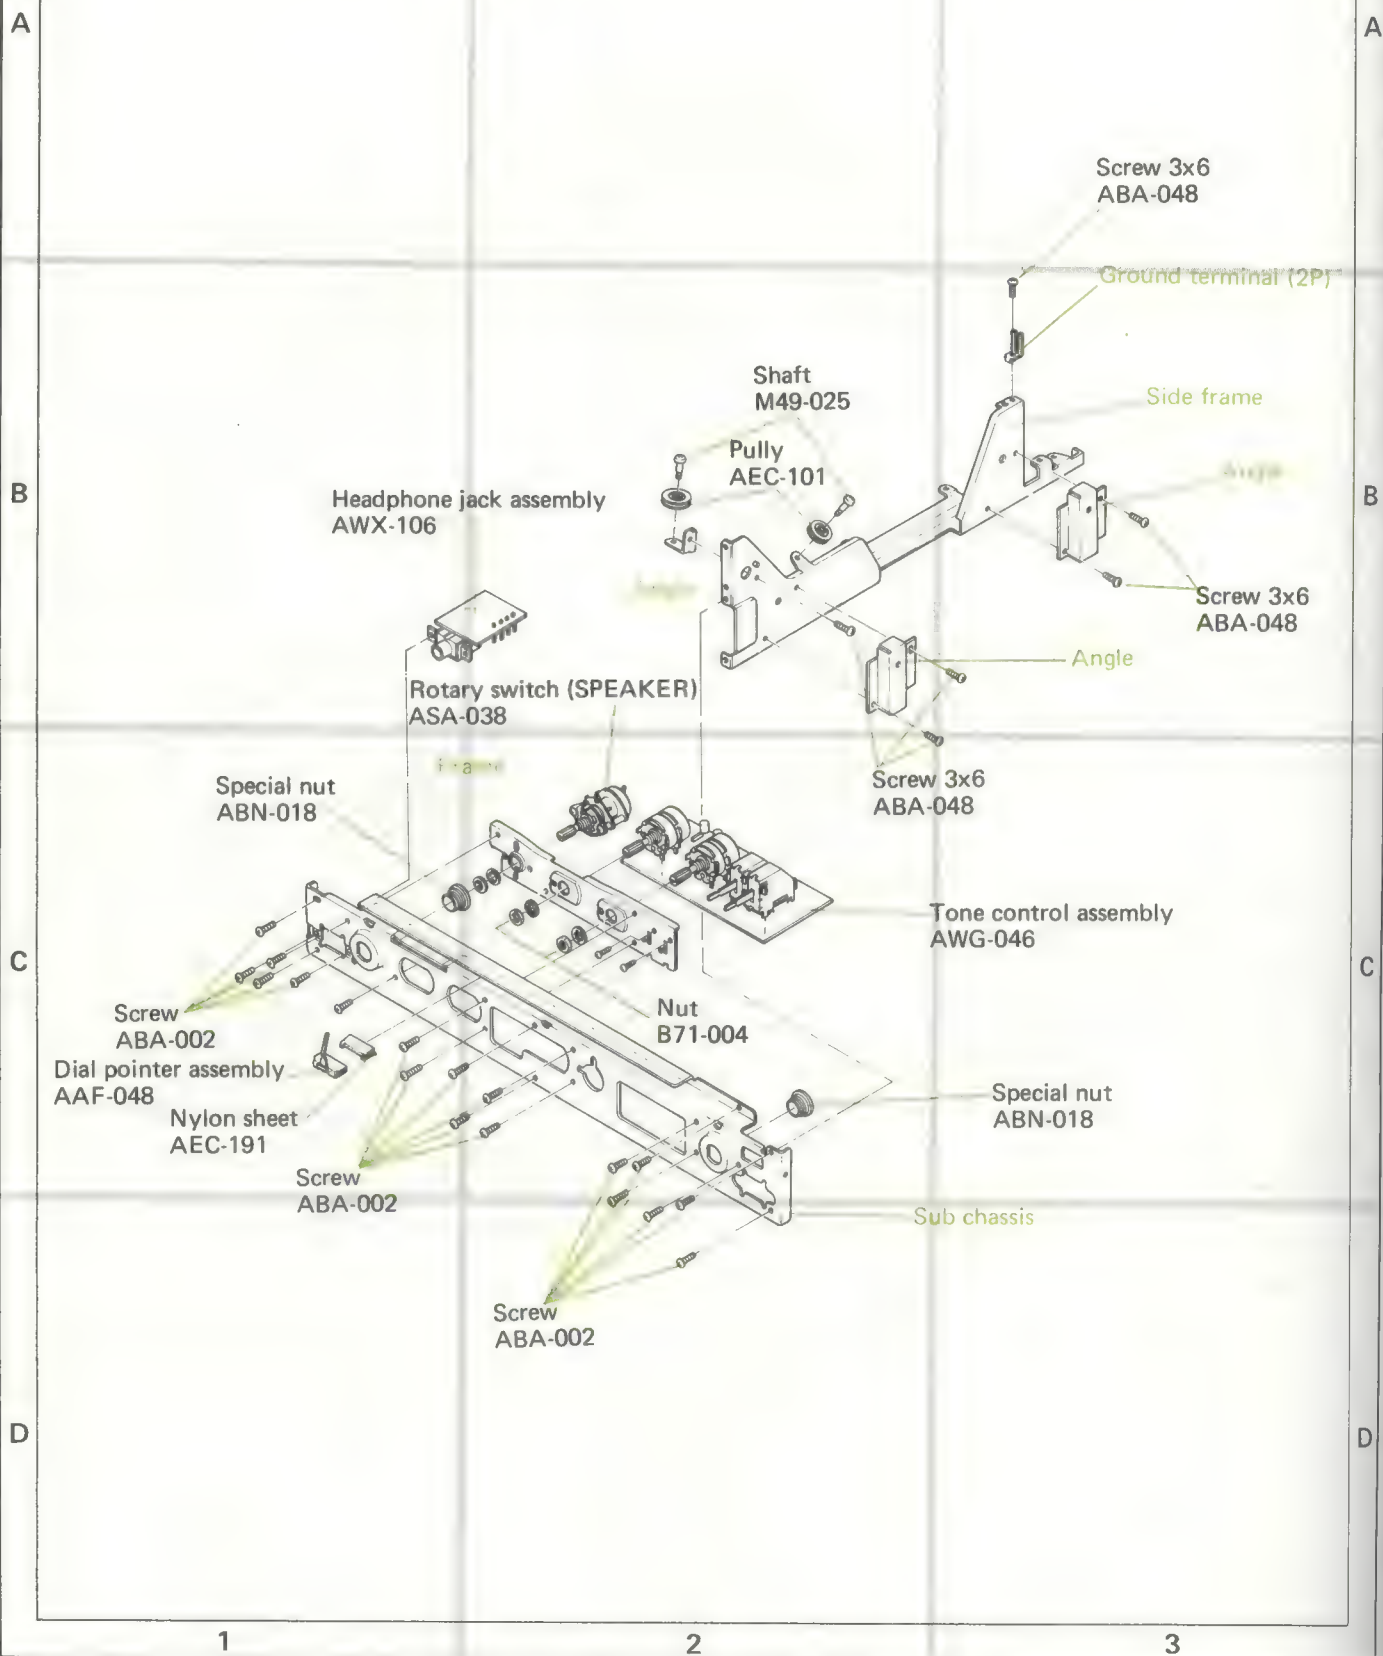 A
A
Screw 3x6
ABA-048
Ground terminal (2P)
Shaft
M49-025
Side frame
Pully
AEC-101
Angle
B
Headphone jack assembly
AWX-106
B
Angle
Screw 3x6
ABA-048
Angle
Rotary switch (SPEAKER)
ASA-038
Frame
Special nut
ABN-018
Screw 3x6
ABA-048
Tone control assembly
AWG-046
C
C
Screw
ABA-002
Nut
B71-004
Dial pointer assembly
AAF-048
Special nut
ABN-018
Nylon sheet
AEC-191
Screw
ABA-002
Sub chassis
Screw
ABA-002
D
D
1
2
3